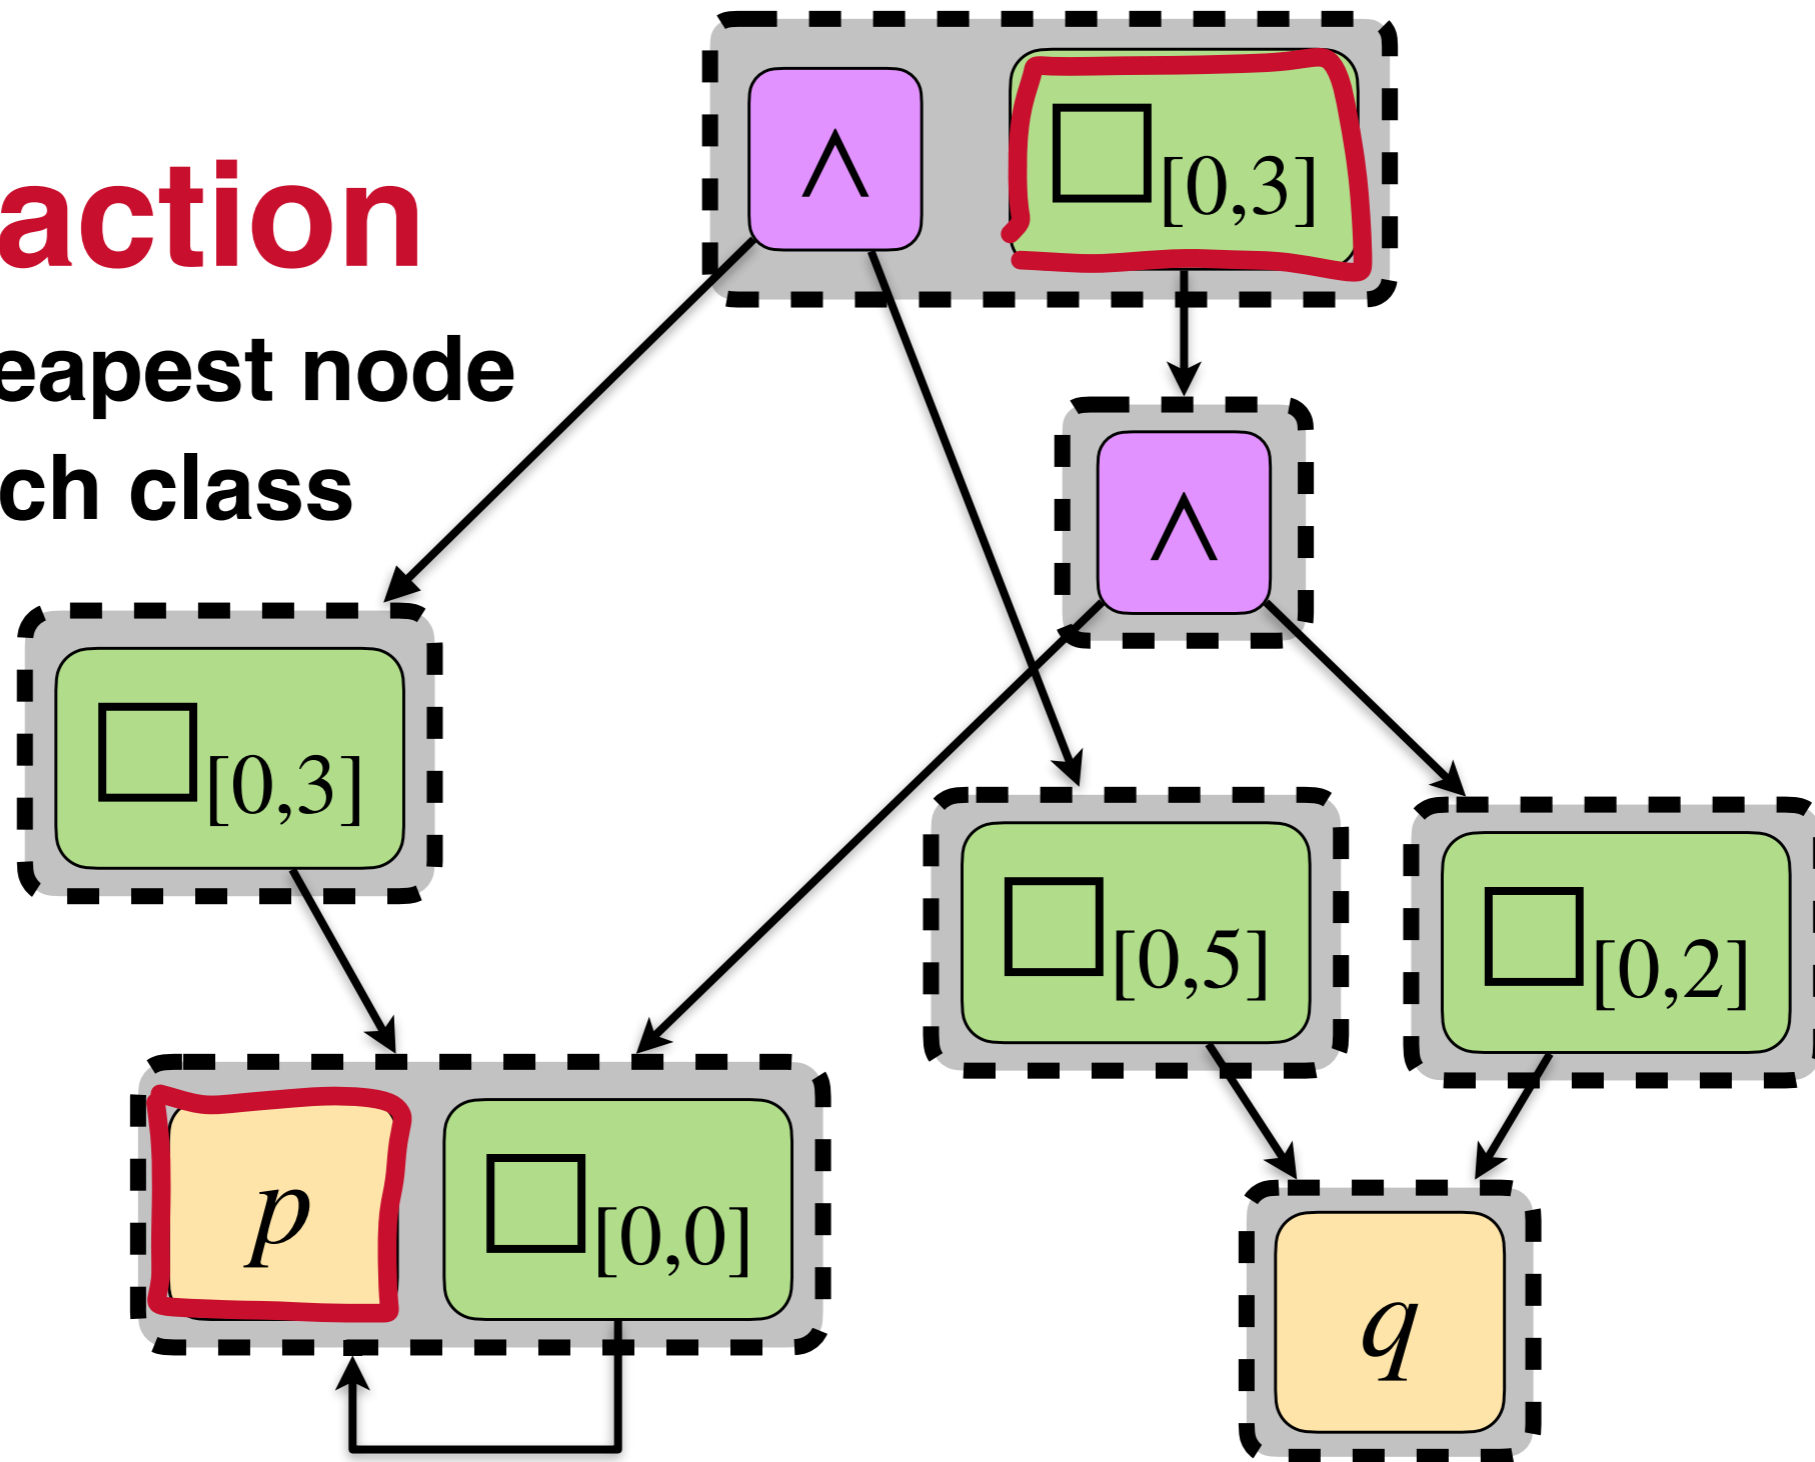 ∧ □[0,3]
action
eapest node
ch class
∧
□[0,3]
□[0,5] □[0,2]
p □[0,0]
q